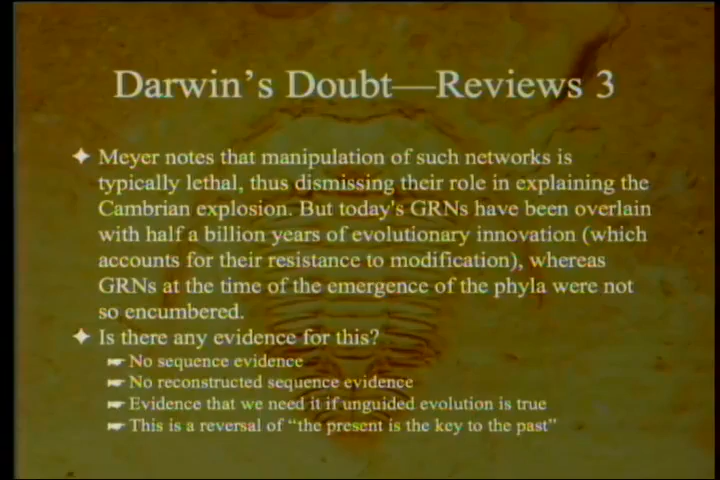 Darwin's Doubt—Reviews 3
Meyer notes that manipulation of such networks is
typically lethal, thus dismissing their role in explaining the
Cambrian explosion. But today's GRNs have been overlain
with half a billion years of evolutionary innovation (which
accounts for their resistance to modification), whereas
GRNs at the time of the emergence of the phyla were not
so encumbered.
Is there any evidence for this?
No sequence evidence
No reconstructed sequence evidence
Evidence that we need it if unguided evolution is true
This is a reversal of “the present is the key to the past”